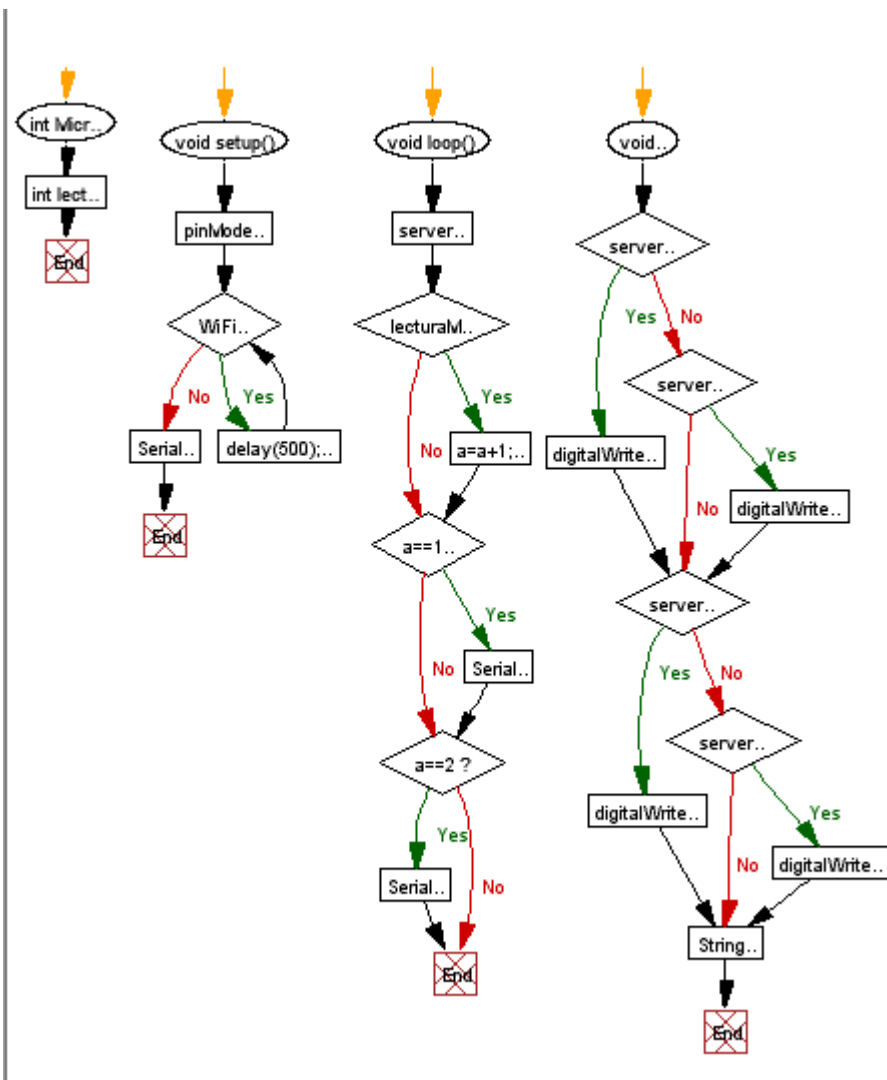 int Micr..
int lect..
End
void setup()
pinMode..
WiFi..
No
Yes
Serial..
delay(500);..
End
void loop()
server..
lecturaM..
Yes
No
a=a+1;..
a==1..
Yes
No
Serial..
a==2 ?
Yes
Serial..
No
End
void..
server..
Yes
No
server..
digitalWrite..
Yes
No
digitalWrite..
server..
Yes
No
server..
digitalWrite..
Yes
No
digitalWrite..
String..
End